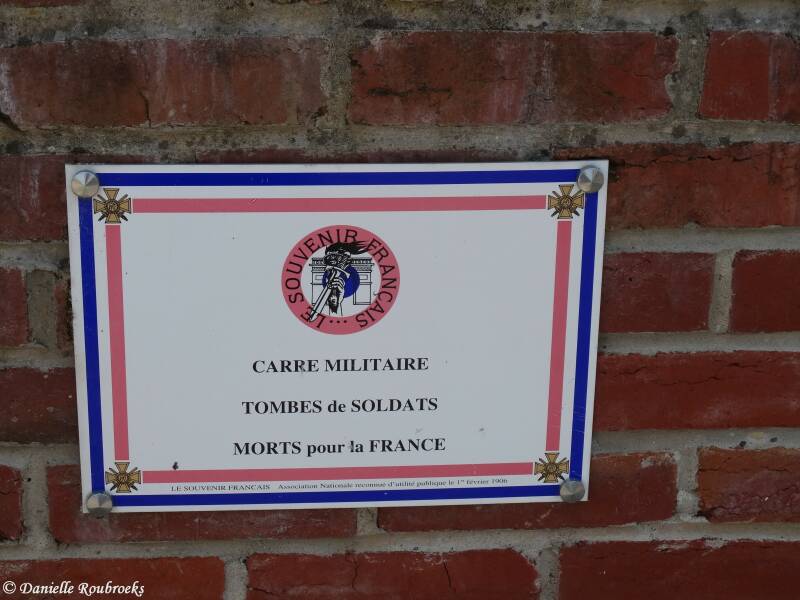 LE SOUVENIR FRANCAIS ...
CARRE MILITAIRE
TOMBES de SOLDATS
MORTS pour la FRANCE
LE SOUVENIR FRANCAIS Association Nationale reconnue d'utilité publique le 1er février 1906
© Danielle Roubroeks